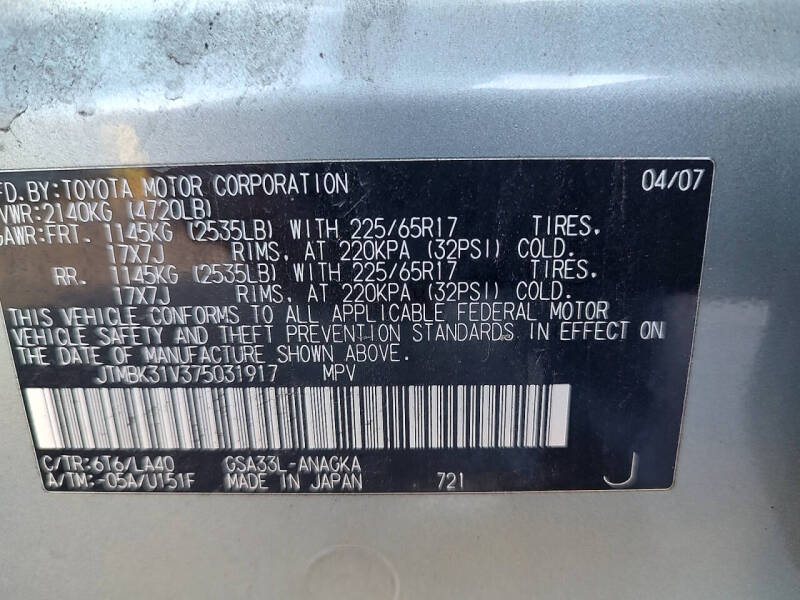 FD. BY: TOYOTA MOTOR CORPORATION 04/07
VWR: 2140KG (4720LB)
GAWR: FRT. 1145KG (2535LB) WITH 225/65R17 TIRES,
17X7J RIMS, AT 220KPA (32PSI) COLD.
RR. 1145KG (2535LB) WITH 225/65R17 TIRES,
17X7J RIMS, AT 220KPA (32PSI) COLD.
THIS VEHICLE CONFORMS TO ALL APPLICABLE FEDERAL MOTOR
VEHICLE SAFETY AND THEFT PREVENTION STANDARDS IN EFFECT ON
THE DATE OF MANUFACTURE SHOWN ABOVE.
JTMBK31V375031917 MPV
C/TR: 6T6/LA40 GSA33L-ANAGKA
A/TM: -05A/U151F MADE IN JAPAN 721 J